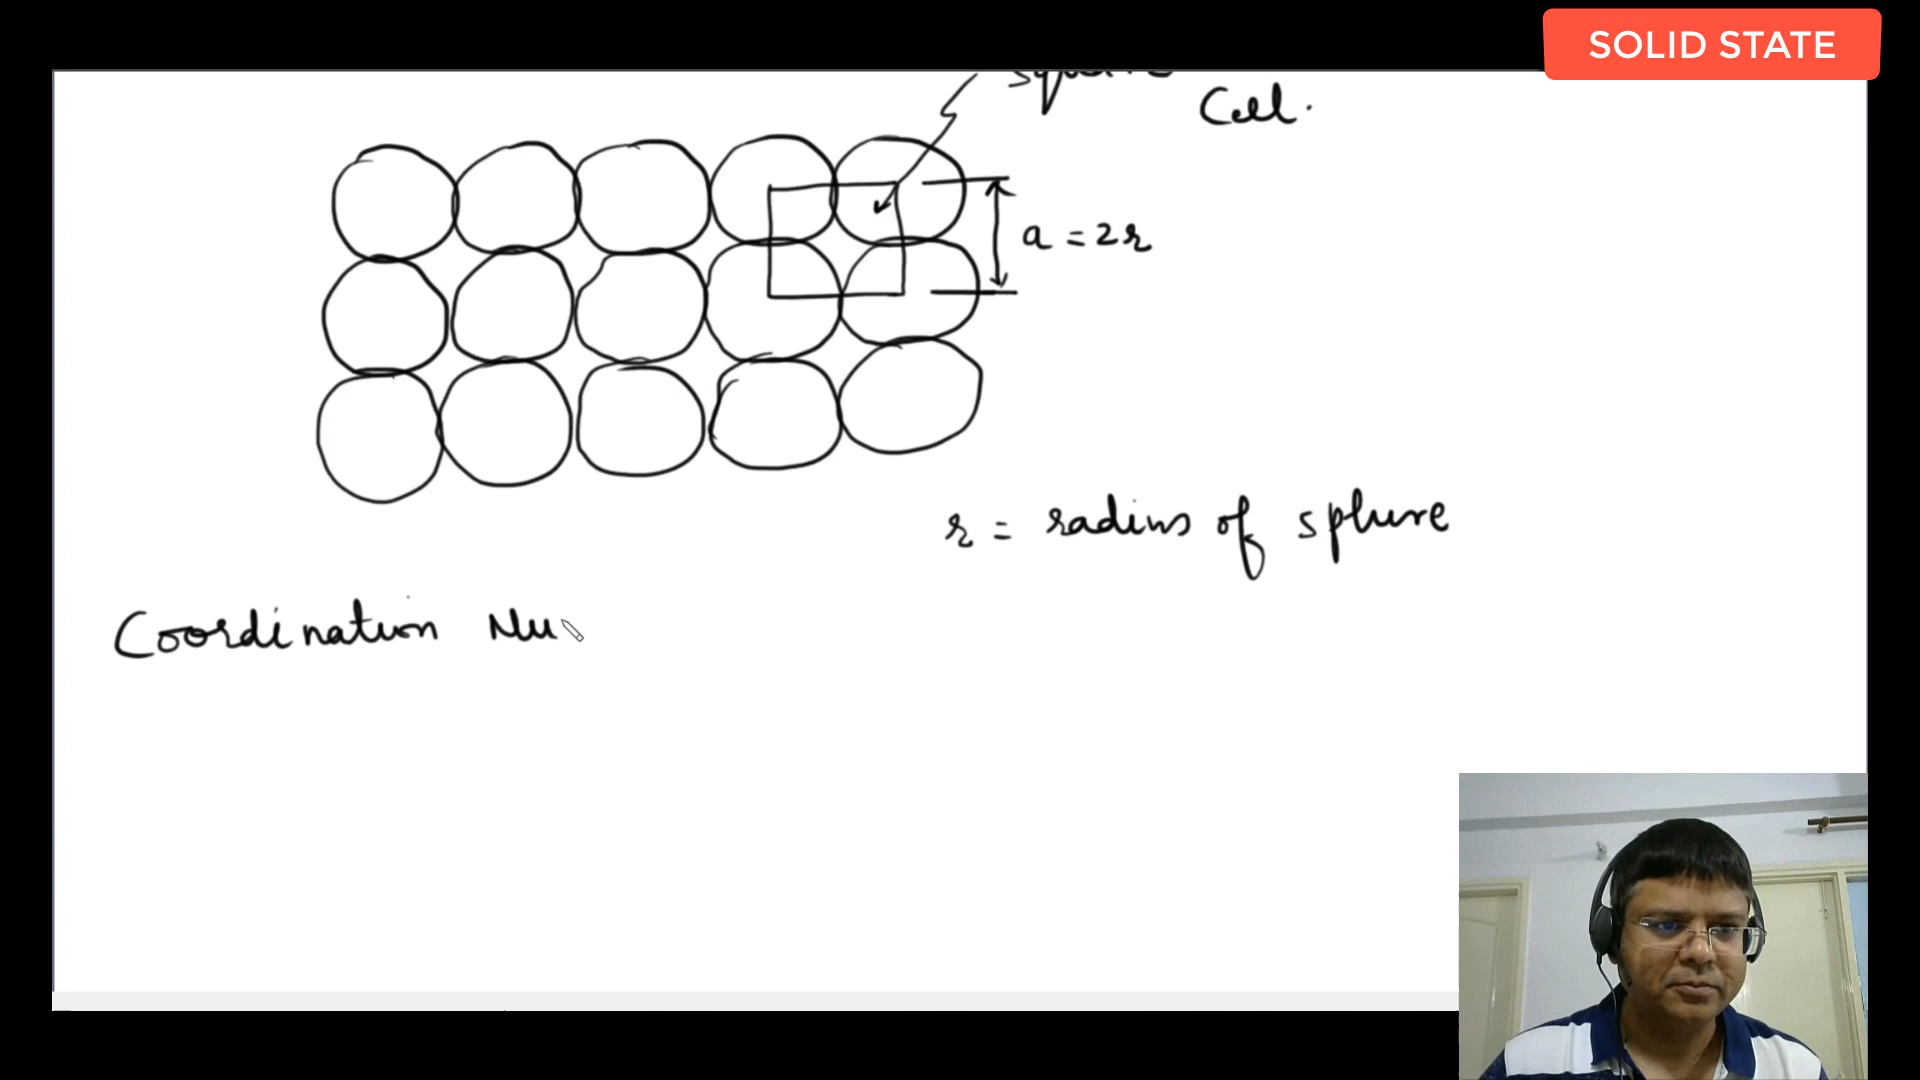 SOLID STATE
Cell.
a = 2r
r = radius of sphere
Coordination Nu